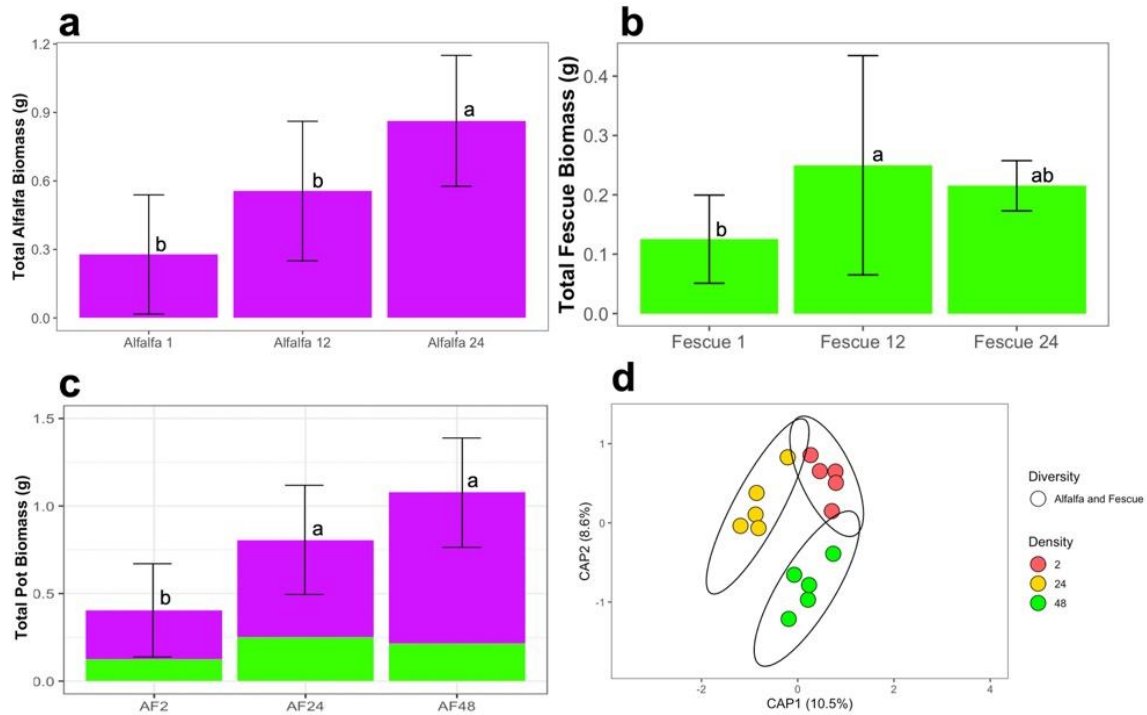 a
Total Alfalfa Biomass (g)
1.2
0.9
0.6
0.3
0.0
b
b
a
Alfalfa 1
Alfalfa 12
Alfalfa 24
b
Total Fescue Biomass (g)
0.4
0.3
0.2
0.1
0.0
b
a
ab
Fescue 1
Fescue 12
Fescue 24
c
Total Pot Biomass (g)
1.5
1.0
0.5
0.0
b
a
a
AF2
AF24
AF48
d
CAP2 (8.6%)
1
0
-1
-2
0
2
4
CAP1 (10.5%)
Diversity
Alfalfa and Fescue
Density
2
24
48